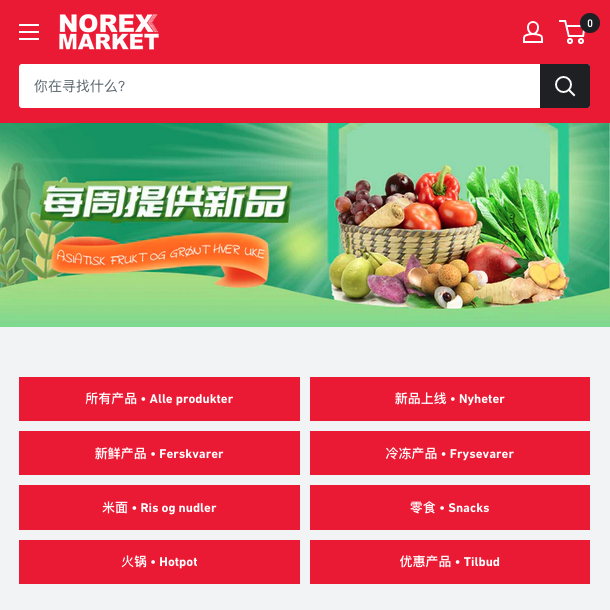 NOREX
MARKET
0
你在寻找什么?
每周提供新品
ASIATISK FRUKT OG GRØNT HVER UKE
所有产品 • Alle produkter
新品上线 • Nyheter
新鲜产品 • Ferskvarer
冷冻产品 • Frysevarer
米面 • Ris og nudler
零食 • Snacks
火锅 • Hotpot
优惠产品 • Tilbud